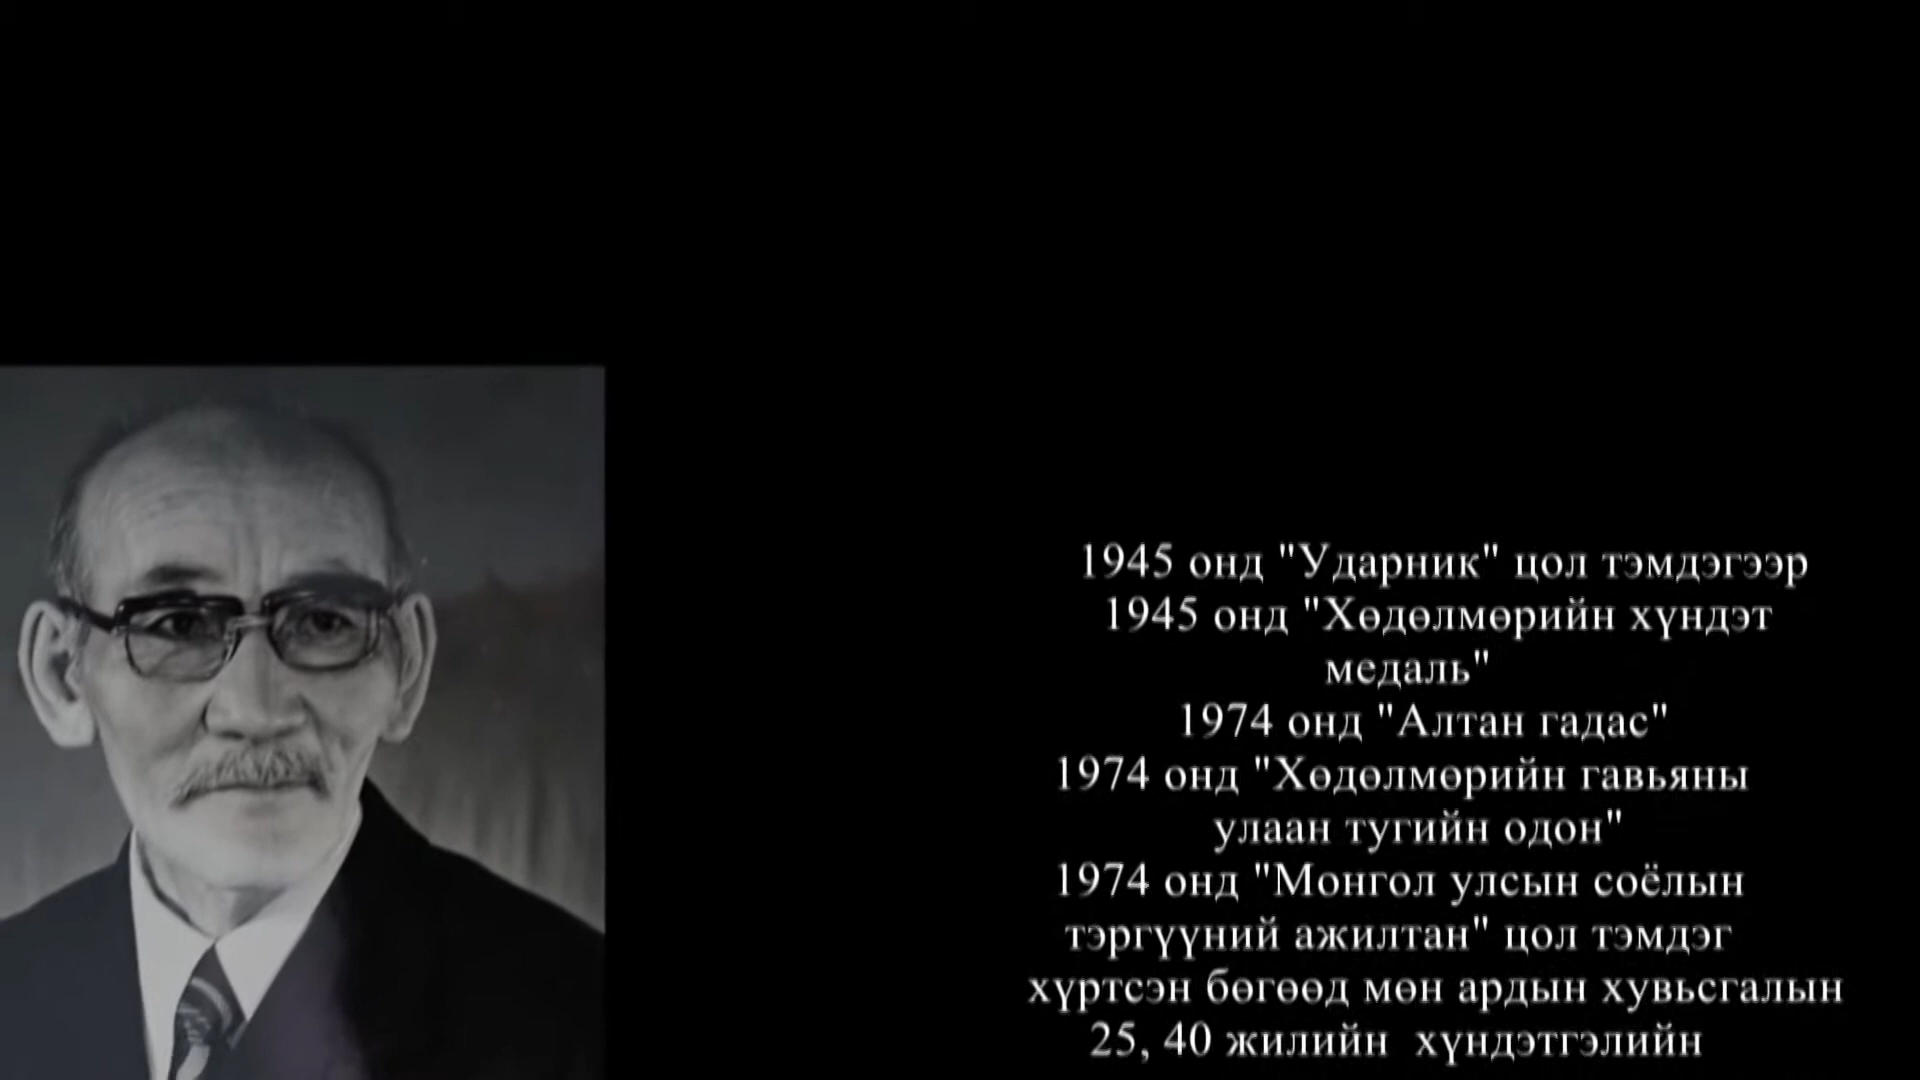 1945 онд "Ударник" цол тэмдэгээр
1945 онд "Хөдөлмөрийн хүндэт
медаль"
1974 онд "Алтан гадас"
1974 онд "Хөдөлмөрийн гавьяны
улаан тугийн одон"
1974 онд "Монгол улсын соёлын
тэргүүний ажилтан" цол тэмдэг
хүртсэн бөгөөд мөн ардын хувьсгалын
25, 40 жилийн хүндэтгэлийн